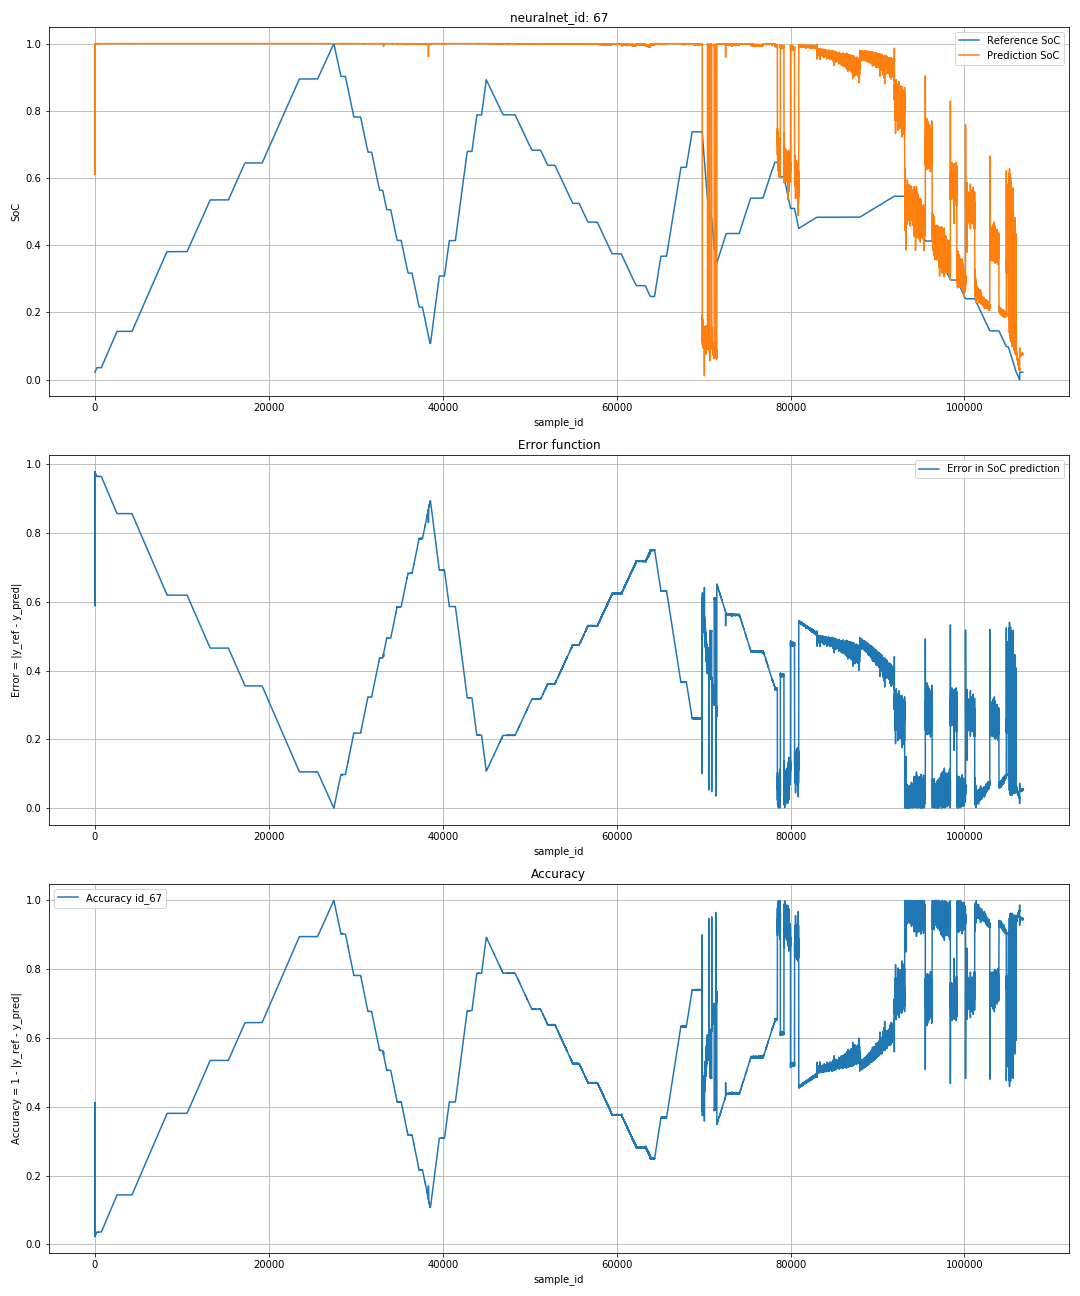 neuralnet_id: 67
1.0
0.8
0.6
0.4
0.2
0.0
SoC
Reference SoC
Prediction SoC
0 20000 40000 60000 80000 100000
sample_id
Error function
1.0
0.8
0.6
0.4
0.2
0.0
Error = |y_ref - y_pred|
Error in SoC prediction
0 20000 40000 60000 80000 100000
sample_id
Accuracy
1.0
0.8
0.6
0.4
0.2
0.0
Accuracy = 1 - |y_ref - y_pred|
Accuracy id_67
0 20000 40000 60000 80000 100000
sample_id